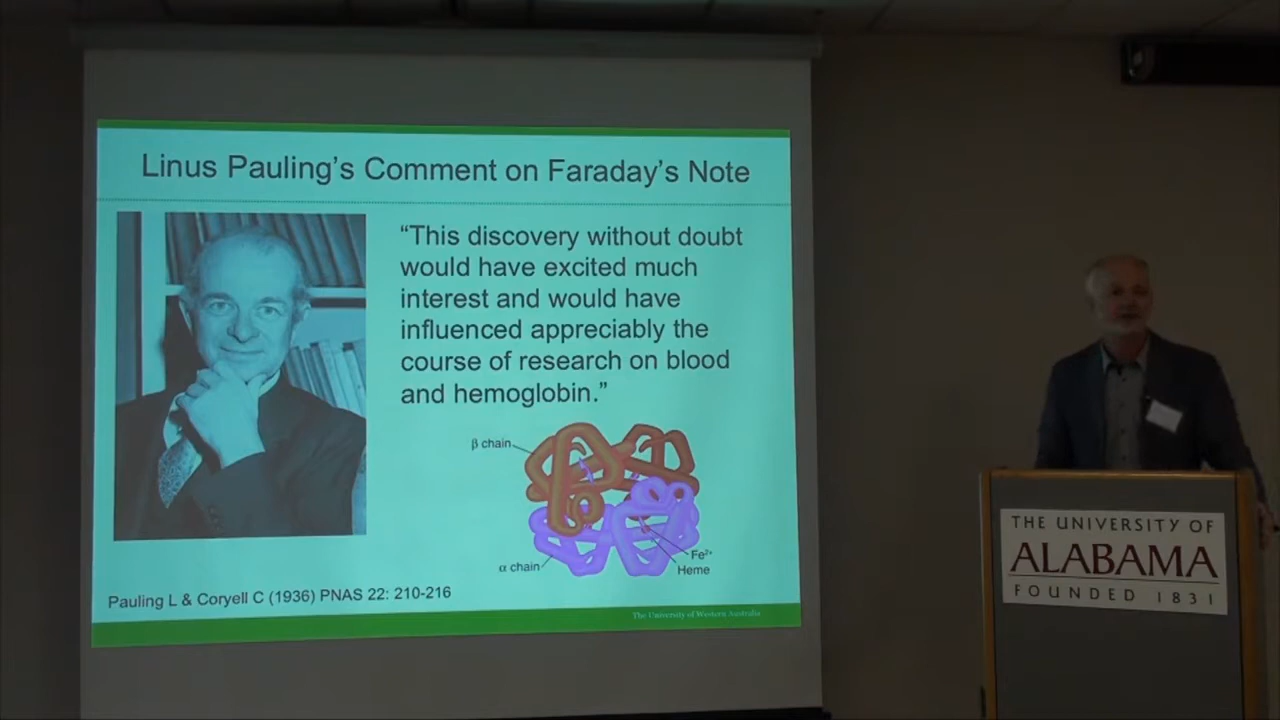 Linus Pauling's Comment on Faraday's Note
“This discovery without doubt
would have excited much
interest and would have
influenced appreciably the
course of research on blood
and hemoglobin.”
β chain
α chain
Fe²⁺
Heme
Pauling L & Coryell C (1936) PNAS 22: 210-216
The University of Western Australia
THE UNIVERSITY OF
ALABAMA
FOUNDED 1831